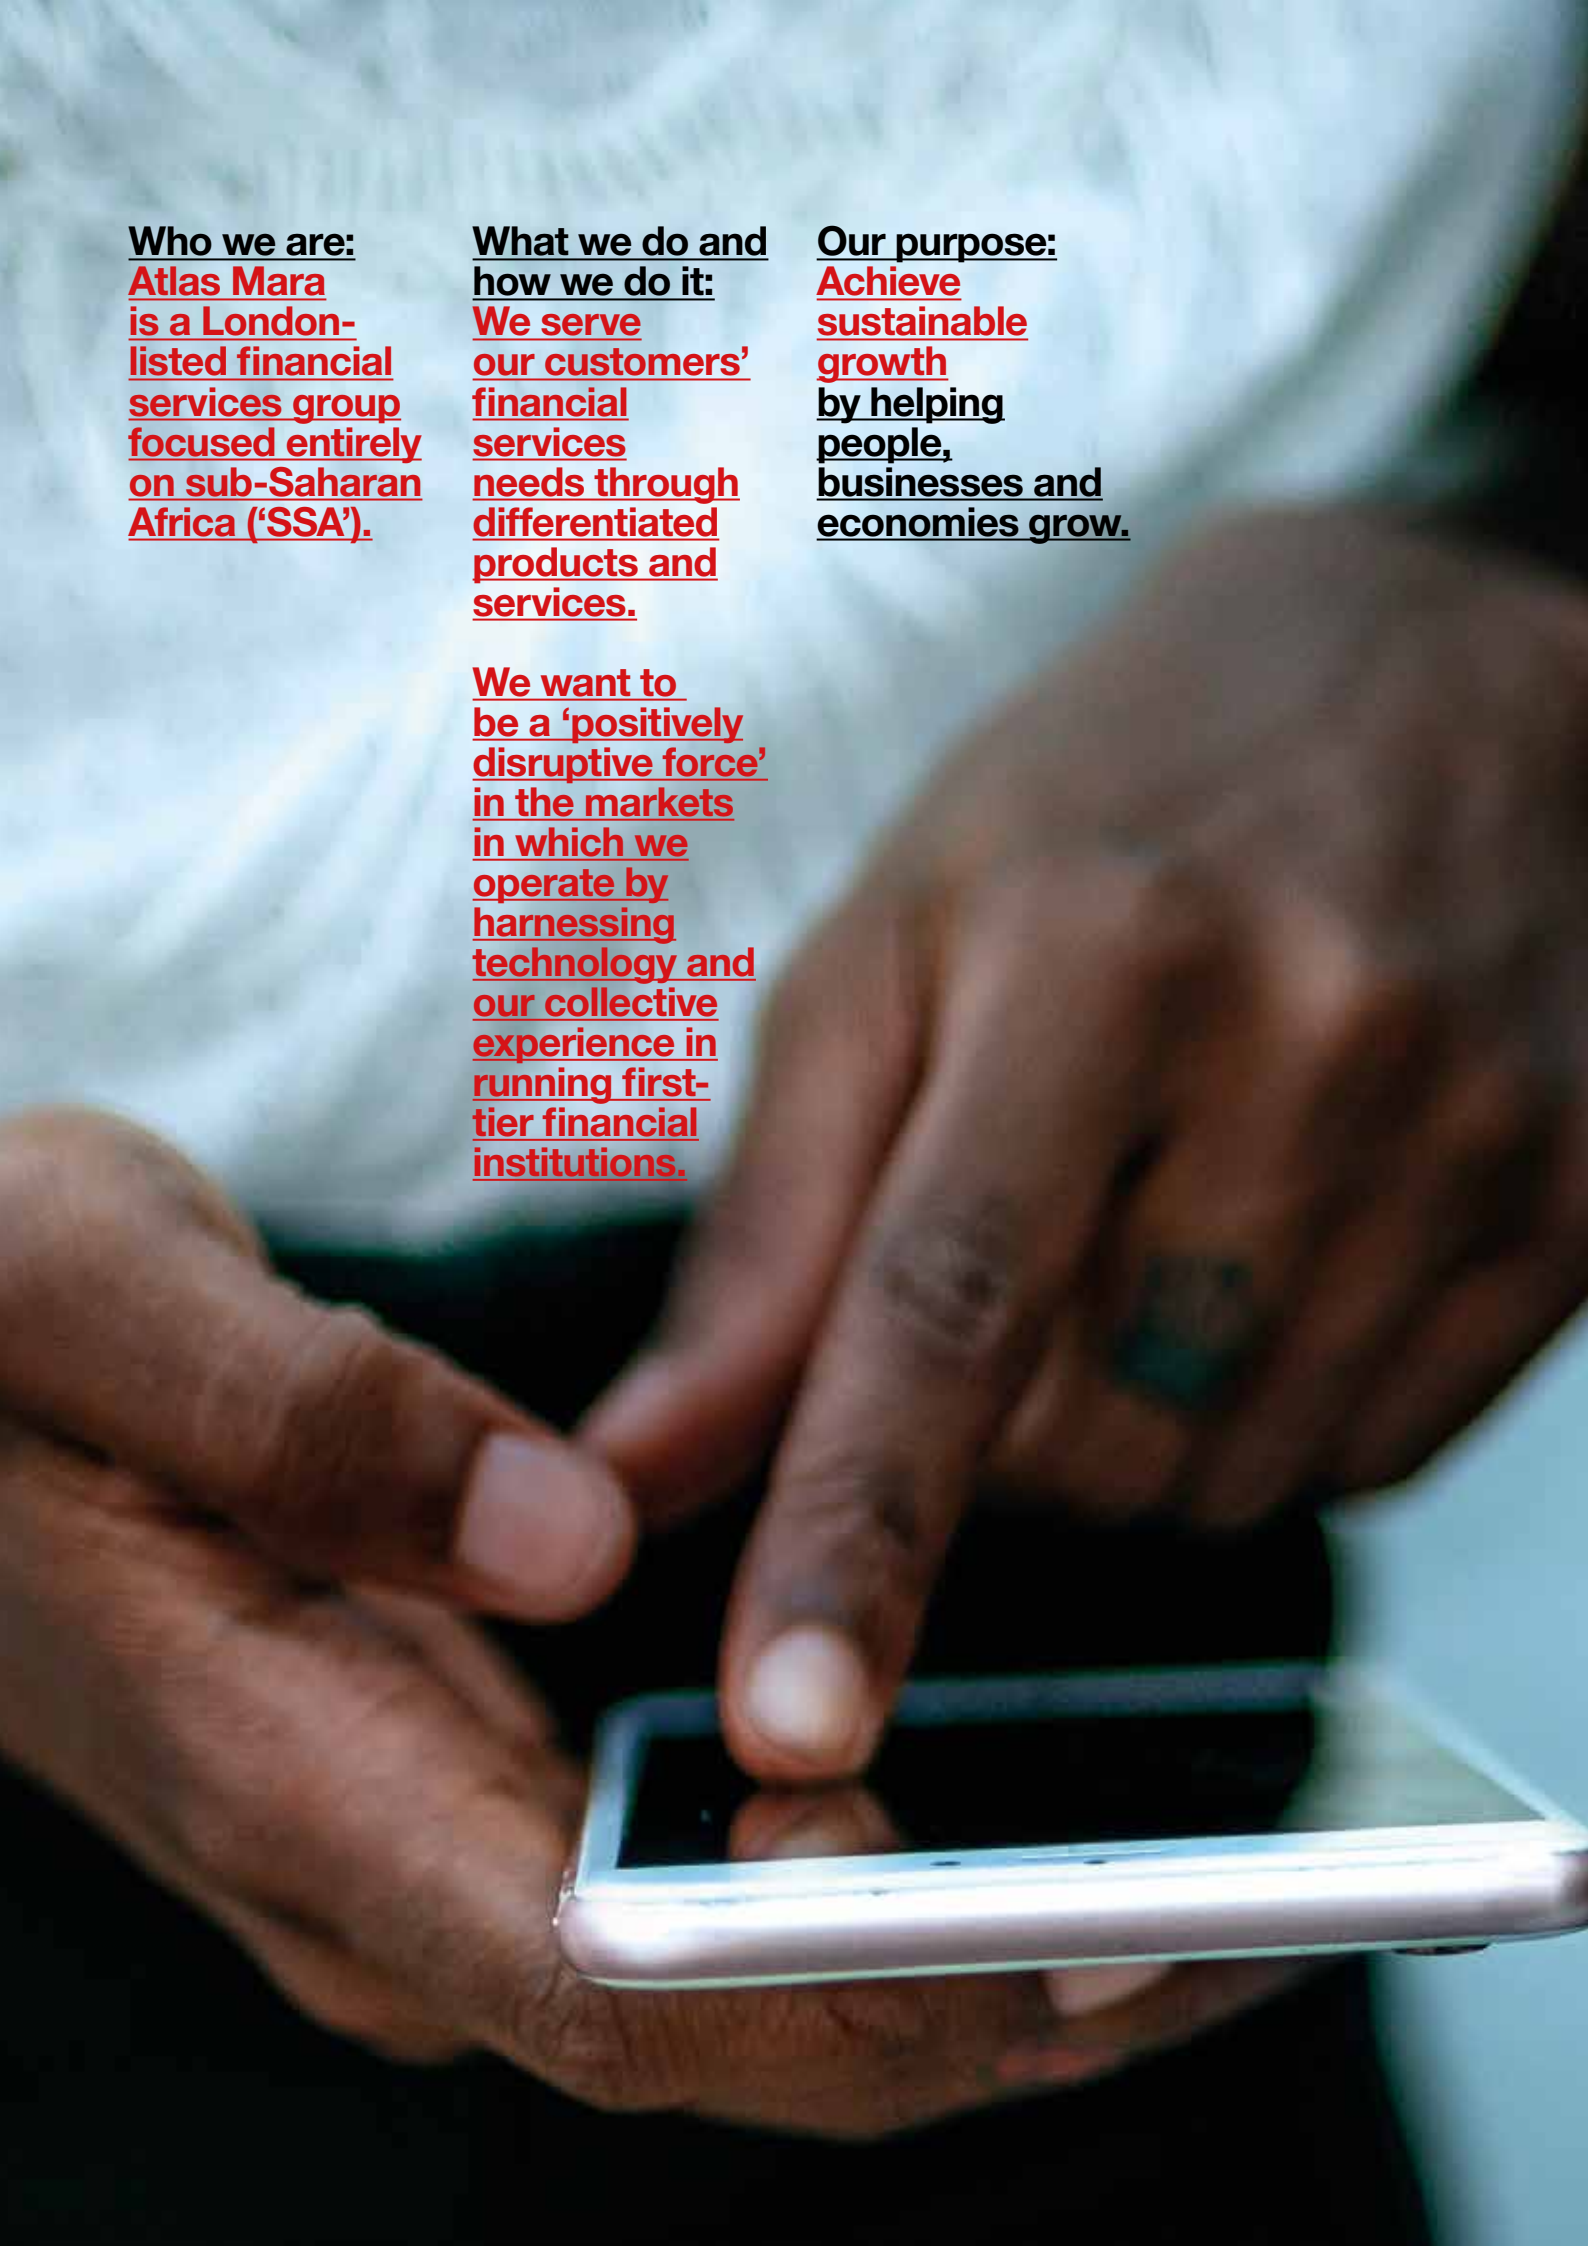 Who we are:
Atlas Mara
is a London-
listed financial
services group
focused entirely
on sub-Saharan
Africa (‘SSA’).
What we do and
how we do it:
We serve
our customers’
financial
services
needs through
differentiated
products and
services.
We want to
be a ‘positively
disruptive force’
in the markets
in which we
operate by
harnessing
technology and
our collective
experience in
running first-
tier financial
institutions.
Our purpose:
Achieve
sustainable
growth
by helping
people,
businesses and
economies grow.